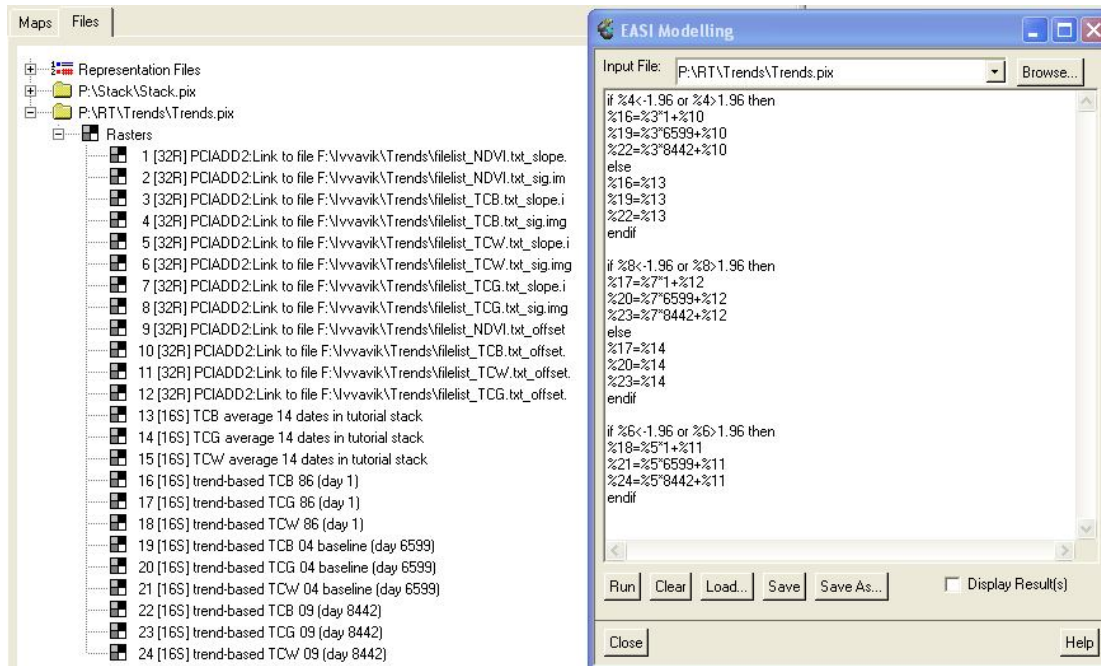 Maps Files
Representation Files
P:\Stack\Stack.pix
P:\RT\Trends\Trends.pix
Rasters
1 [32R] PCIADD2:Link to file F:\Ivvavik\Trends\filelist_NDVI.txt_slope.
2 [32R] PCIADD2:Link to file F:\Ivvavik\Trends\filelist_NDVI.txt_sig.im
3 [32R] PCIADD2:Link to file F:\Ivvavik\Trends\filelist_TCB.txt_slope.i
4 [32R] PCIADD2:Link to file F:\Ivvavik\Trends\filelist_TCB.txt_sig.img
5 [32R] PCIADD2:Link to file F:\Ivvavik\Trends\filelist_TCW.txt_slope.i
6 [32R] PCIADD2:Link to file F:\Ivvavik\Trends\filelist_TCW.txt_sig.img
7 [32R] PCIADD2:Link to file F:\Ivvavik\Trends\filelist_TCG.txt_slope.i
8 [32R] PCIADD2:Link to file F:\Ivvavik\Trends\filelist_TCG.txt_sig.img
9 [32R] PCIADD2:Link to file F:\Ivvavik\Trends\filelist_NDVI.txt_offset
10 [32R] PCIADD2:Link to file F:\Ivvavik\Trends\filelist_TCB.txt_offset.
11 [32R] PCIADD2:Link to file F:\Ivvavik\Trends\filelist_TCW.txt_offset.
12 [32R] PCIADD2:Link to file F:\Ivvavik\Trends\filelist_TCG.txt_offset.
13 [16S] TCB average 14 dates in tutorial stack
14 [16S] TCG average 14 dates in tutorial stack
15 [16S] TCW average 14 dates in tutorial stack
16 [16S] trend-based TCB 86 (day 1)
17 [16S] trend-based TCG 86 (day 1)
18 [16S] trend-based TCW 86 (day 1)
19 [16S] trend-based TCB 04 baseline (day 6599)
20 [16S] trend-based TCG 04 baseline (day 6599)
21 [16S] trend-based TCW 04 baseline (day 6599)
22 [16S] trend-based TCB 09 (day 8442)
23 [16S] trend-based TCG 09 (day 8442)
24 [16S] trend-based TCW 09 (day 8442)
EASI Modelling
Input File: P:\RT\Trends\Trends.pix Browse...
if %4<-1.96 or %4>1.96 then
%16=%3*1+%10
%19=%3*6599+%10
%22=%3*8442+%10
else
%16=%13
%19=%13
%22=%13
endif
if %8<-1.96 or %8>1.96 then
%17=%7*1+%12
%20=%7*6599+%12
%23=%7*8442+%12
else
%17=%14
%20=%14
%23=%14
endif
if %6<-1.96 or %6>1.96 then
%18=%5*1+%11
%21=%5*6599+%11
%24=%5*8442+%11
endif
Run Clear Load... Save Save As... Display Result(s)
Close Help